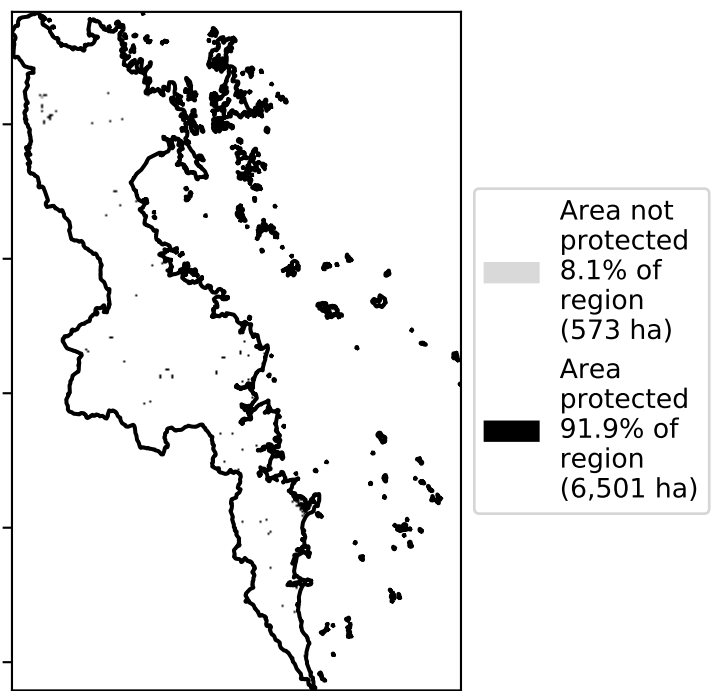 Area not
protected
8.1% of
region
(573 ha)
Area
protected
91.9% of
region
(6,501 ha)